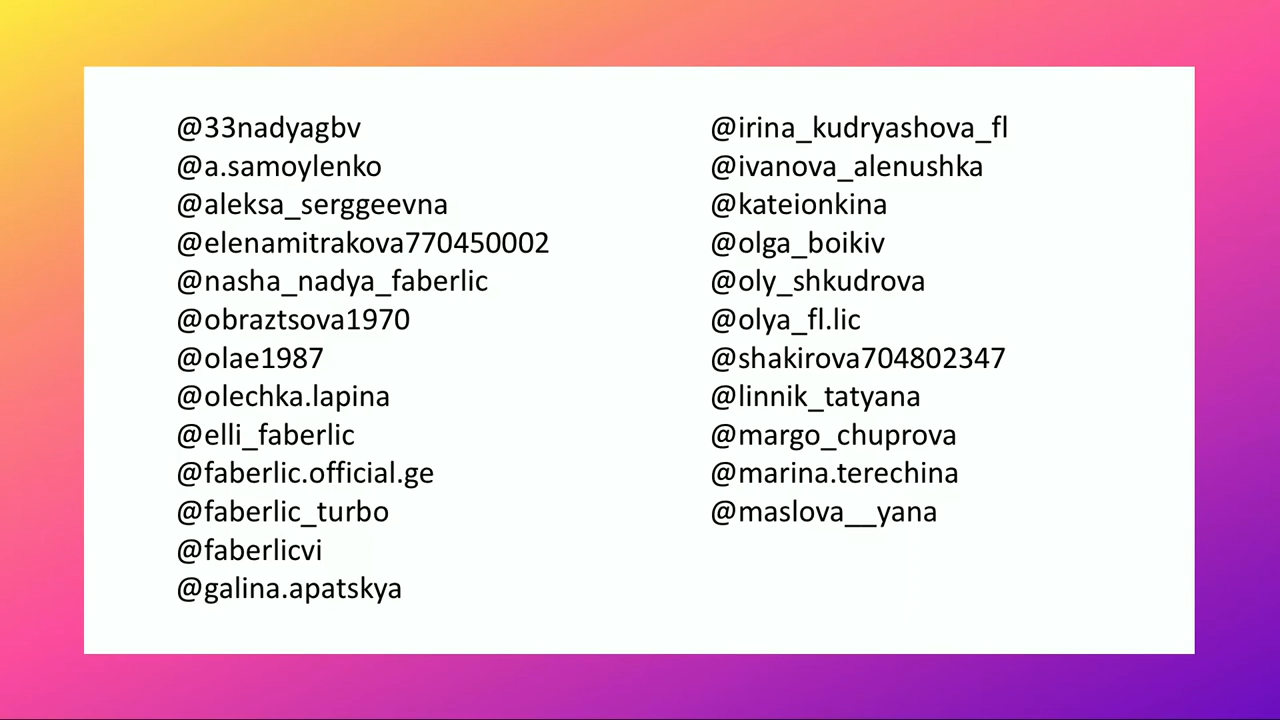 @33nadyagbv
@a.samoylenko
@aleksa_serggeevna
@elenamitrakova770450002
@nasha_nadya_faberlic
@obraztsova1970
@olae1987
@olechka.lapina
@elli_faberlic
@faberlic.official.ge
@faberlic_turbo
@faberlicvi
@galina.apatskya
@irina_kudryashova_fl
@ivanova_alenushka
@kateionkina
@olga_boikiv
@oly_shkudrova
@olya_fl.lic
@shakirova704802347
@linnik_tatyana
@margo_chuprova
@marina.terechina
@maslova__yana